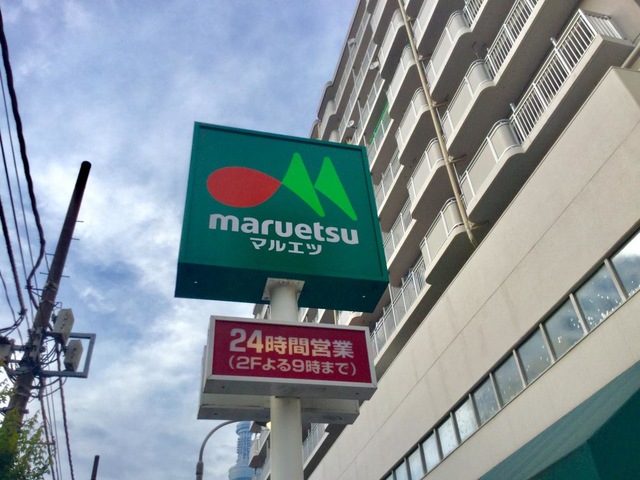 maruetsu
マルエツ
24時間営業
(2Fよる9時まで)